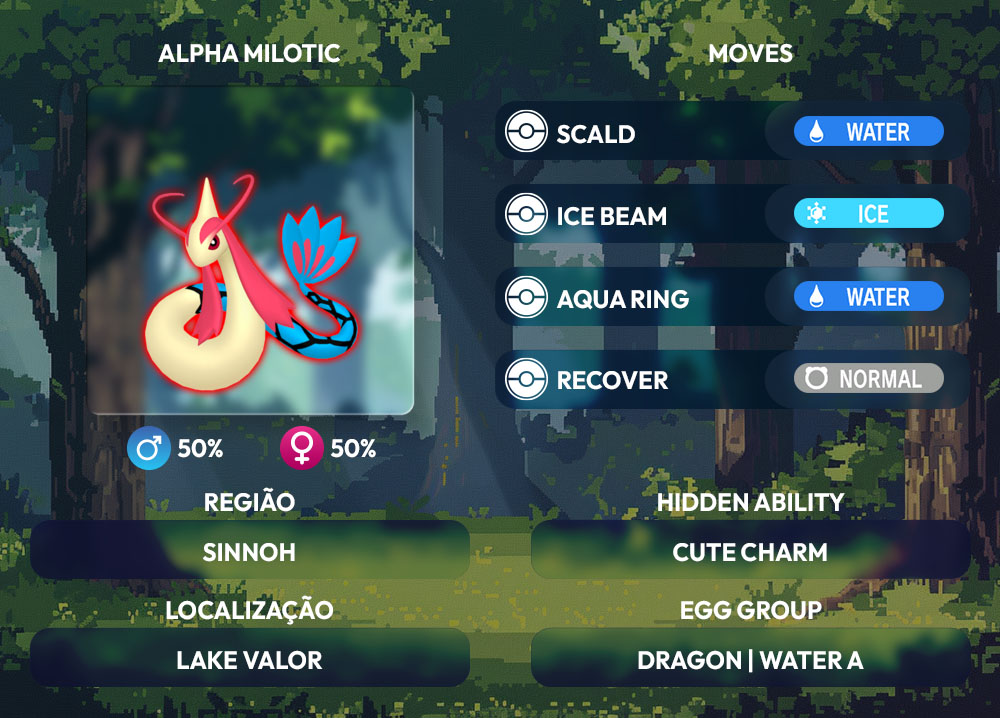 ALPHA MILOTIC
50%
50%
REGIÃO
SINNOH
LOCALIZAÇÃO
LAKE VALOR
MOVES
SCALD WATER
ICE BEAM ICE
AQUA RING WATER
RECOVER NORMAL
HIDDEN ABILITY
CUTE CHARM
EGG GROUP
DRAGON | WATER A